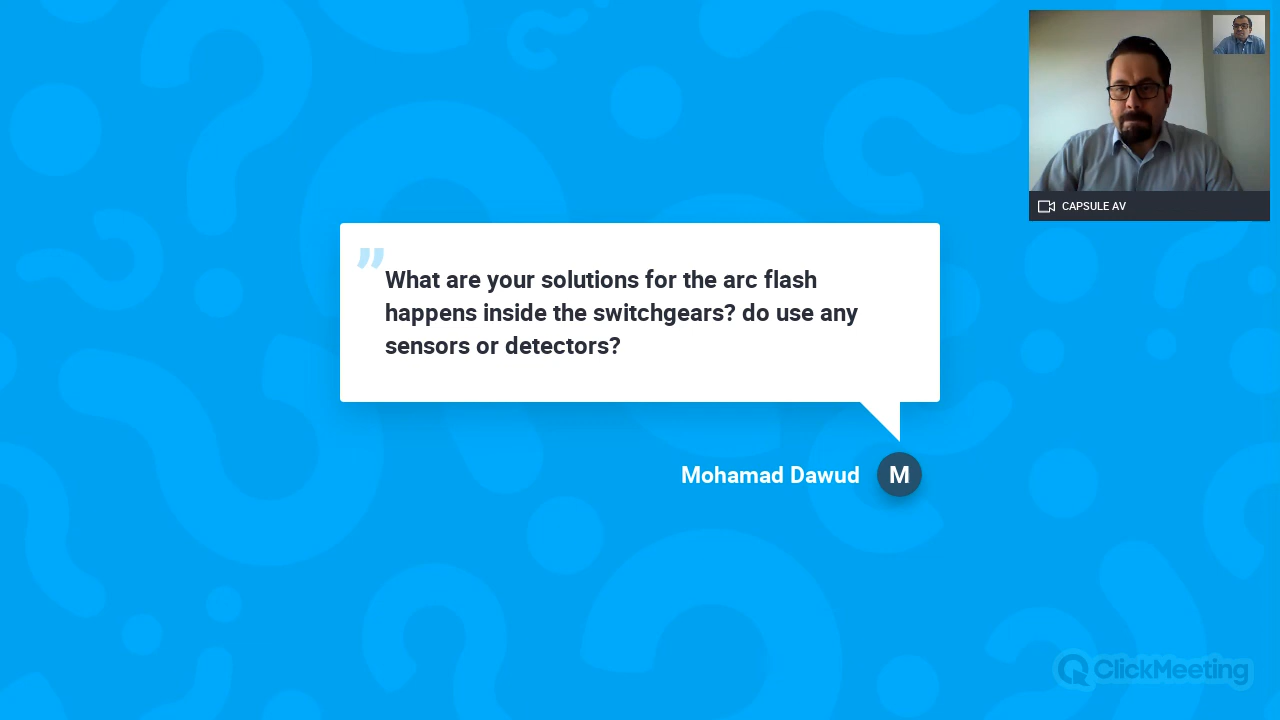 CAPSULE AV
” What are your solutions for the arc flash
happens inside the switchgears? do use any
sensors or detectors?
Mohamad Dawud M
ClickMeeting